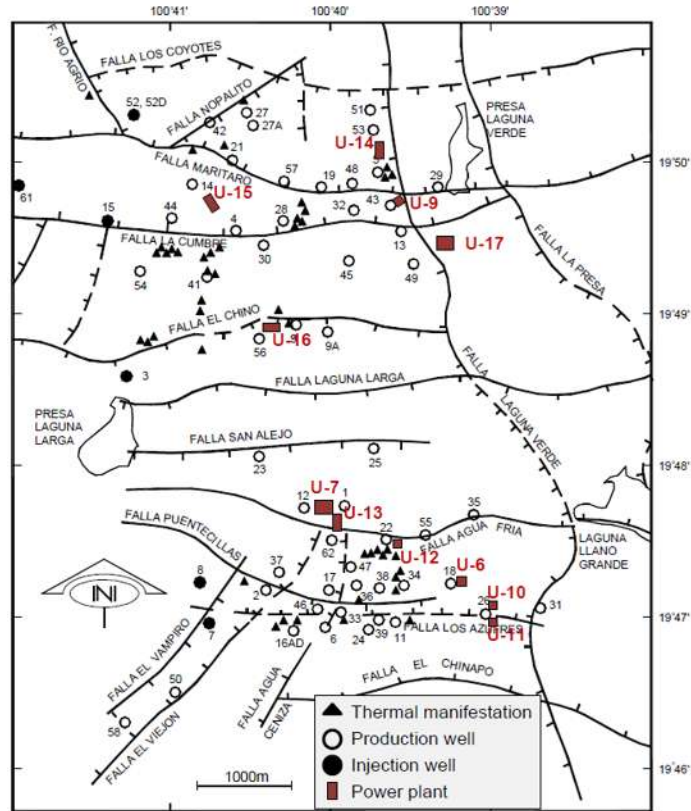 100°41' 100°40' 100°39'
F. RIO AGRIO
FALLA LOS COYOTES
FALLA NOPALITO
52, 52D
27
27A
42
21
51
53
U-14
5
PRESA
LAGUNA
VERDE
19°50'
FALLA MARITARO
61
14
U-15
57
19
48
43
U-9
29
15
44
4
28
32
13
U-17
FALLA LA CUMBRE
FALLA LA PRESA
30
54
41
45
49
19°49'
FALLA EL CHINO
U-16
9
9A
56
3
FALLA LAGUNA VERDE
FALLA LAGUNA LARGA
PRESA
LAGUNA
LARGA
FALLA SAN ALEJO
23
25
19°48'
U-7
12
1
U-13
35
FALLA PUENTECILLAS
22
55
FALLA AGUA FRIA
LAGUNA
LLANO
GRANDE
62
U-12
47
37
8
2
17
36
38
34
18
U-6
U-10
46
33
26
31
19°47'
7
16AD
6
24
39
11
FALLA LOS AZUFRES
U-11
FALLA EL VAMPIRO
FALLA EL CHINAPO
50
58
FALLA EL VIEJON
FALLA AGUA
CENIZA
INI
Thermal manifestation
Production well
Injection well
Power plant
1000m
19°46'